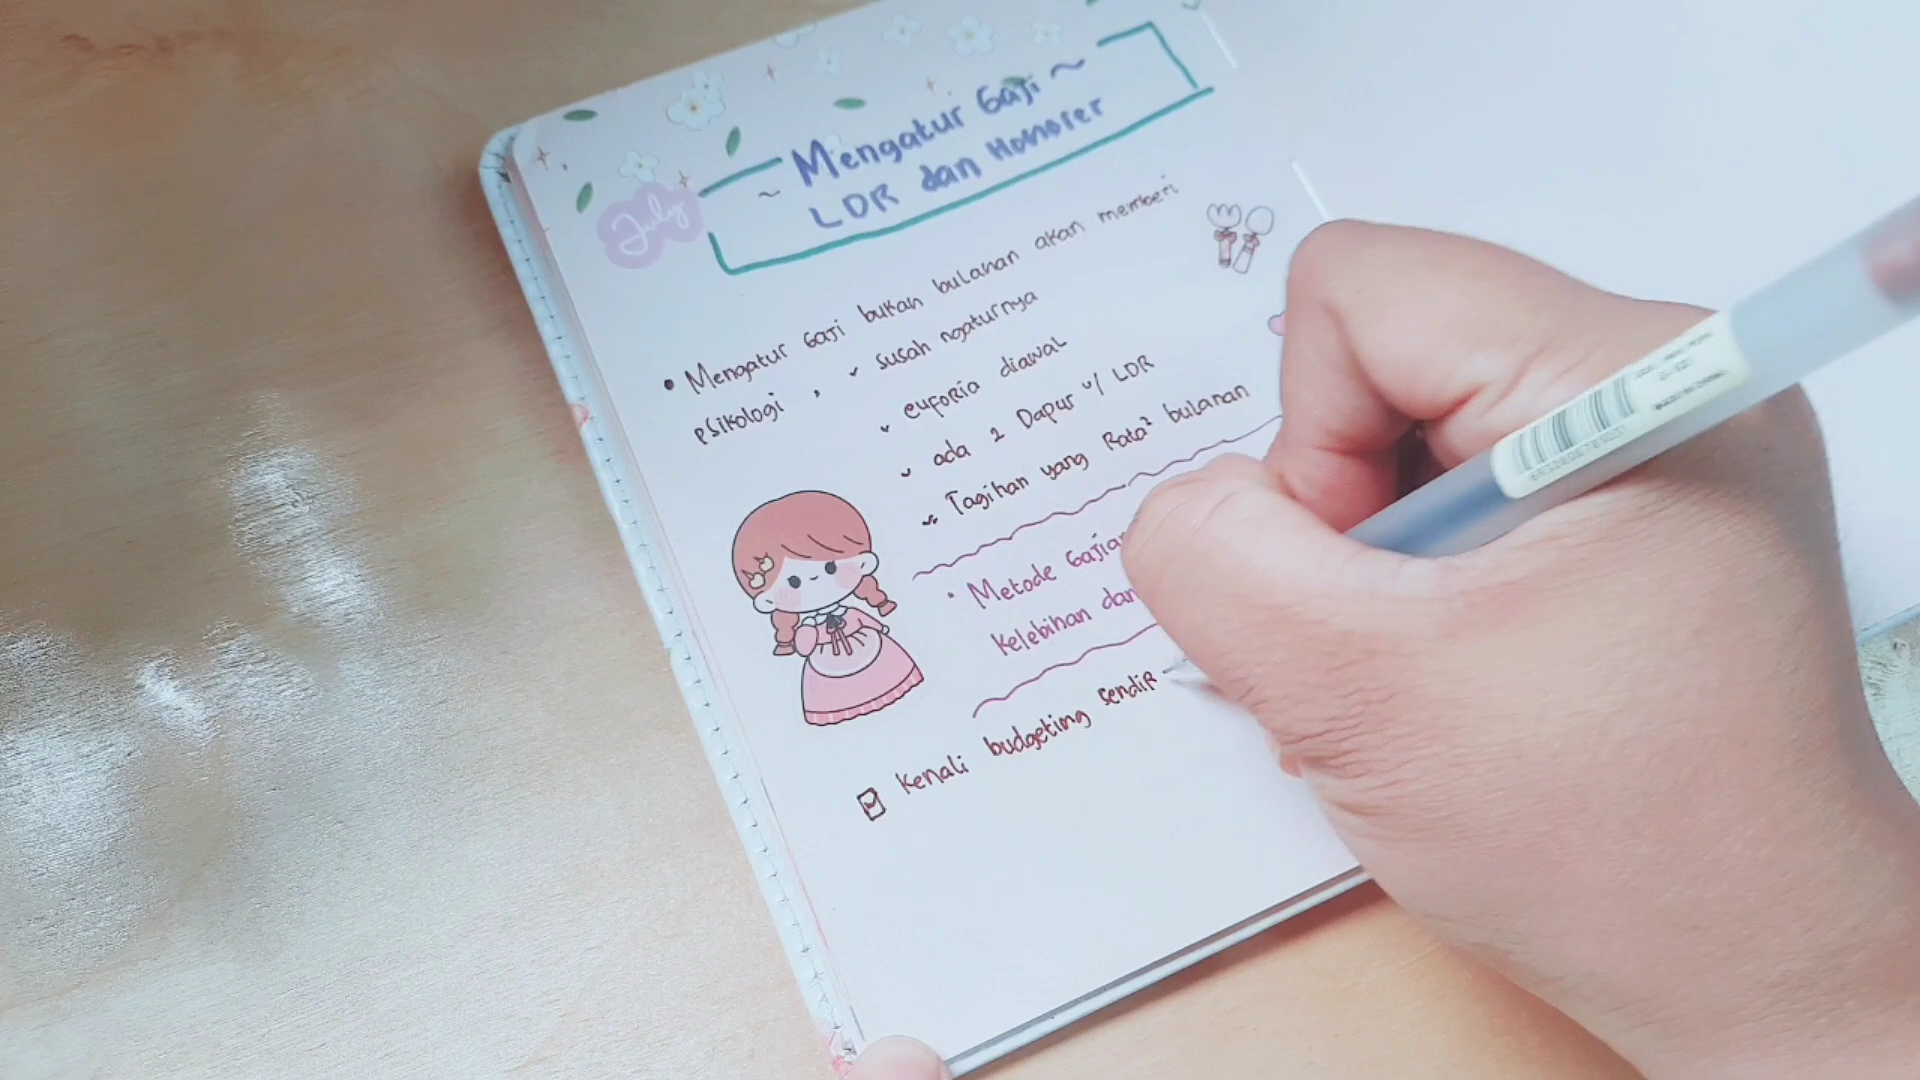 ~ Mengatur Gaji ~
LDR dan Honorer
July
• Mengatur Gaji bukan bulanan akan memberi
psikologi, ✓ susah ngaturnya
✓ euforia diawal
✓ ada 2 Dapur u/ LDR
✓ Tagihan yang Rata² bulanan
• Metode Gajian
Kelebihan dan
☑ Kenali budgeting sendir